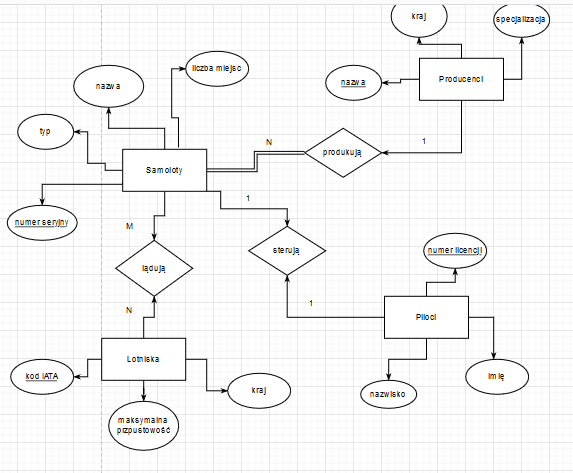 kraj
specjalizacja
nazwa
Producenci
liczba miejsc
nazwa
typ
Samoloty
N
produkują
1
numer seryjny
1
M
sterują
numer licencji
lądują
N
1
Piloci
Lotniska
kod IATA
kraj
maksymalna
przpustowość
nazwisko
imię